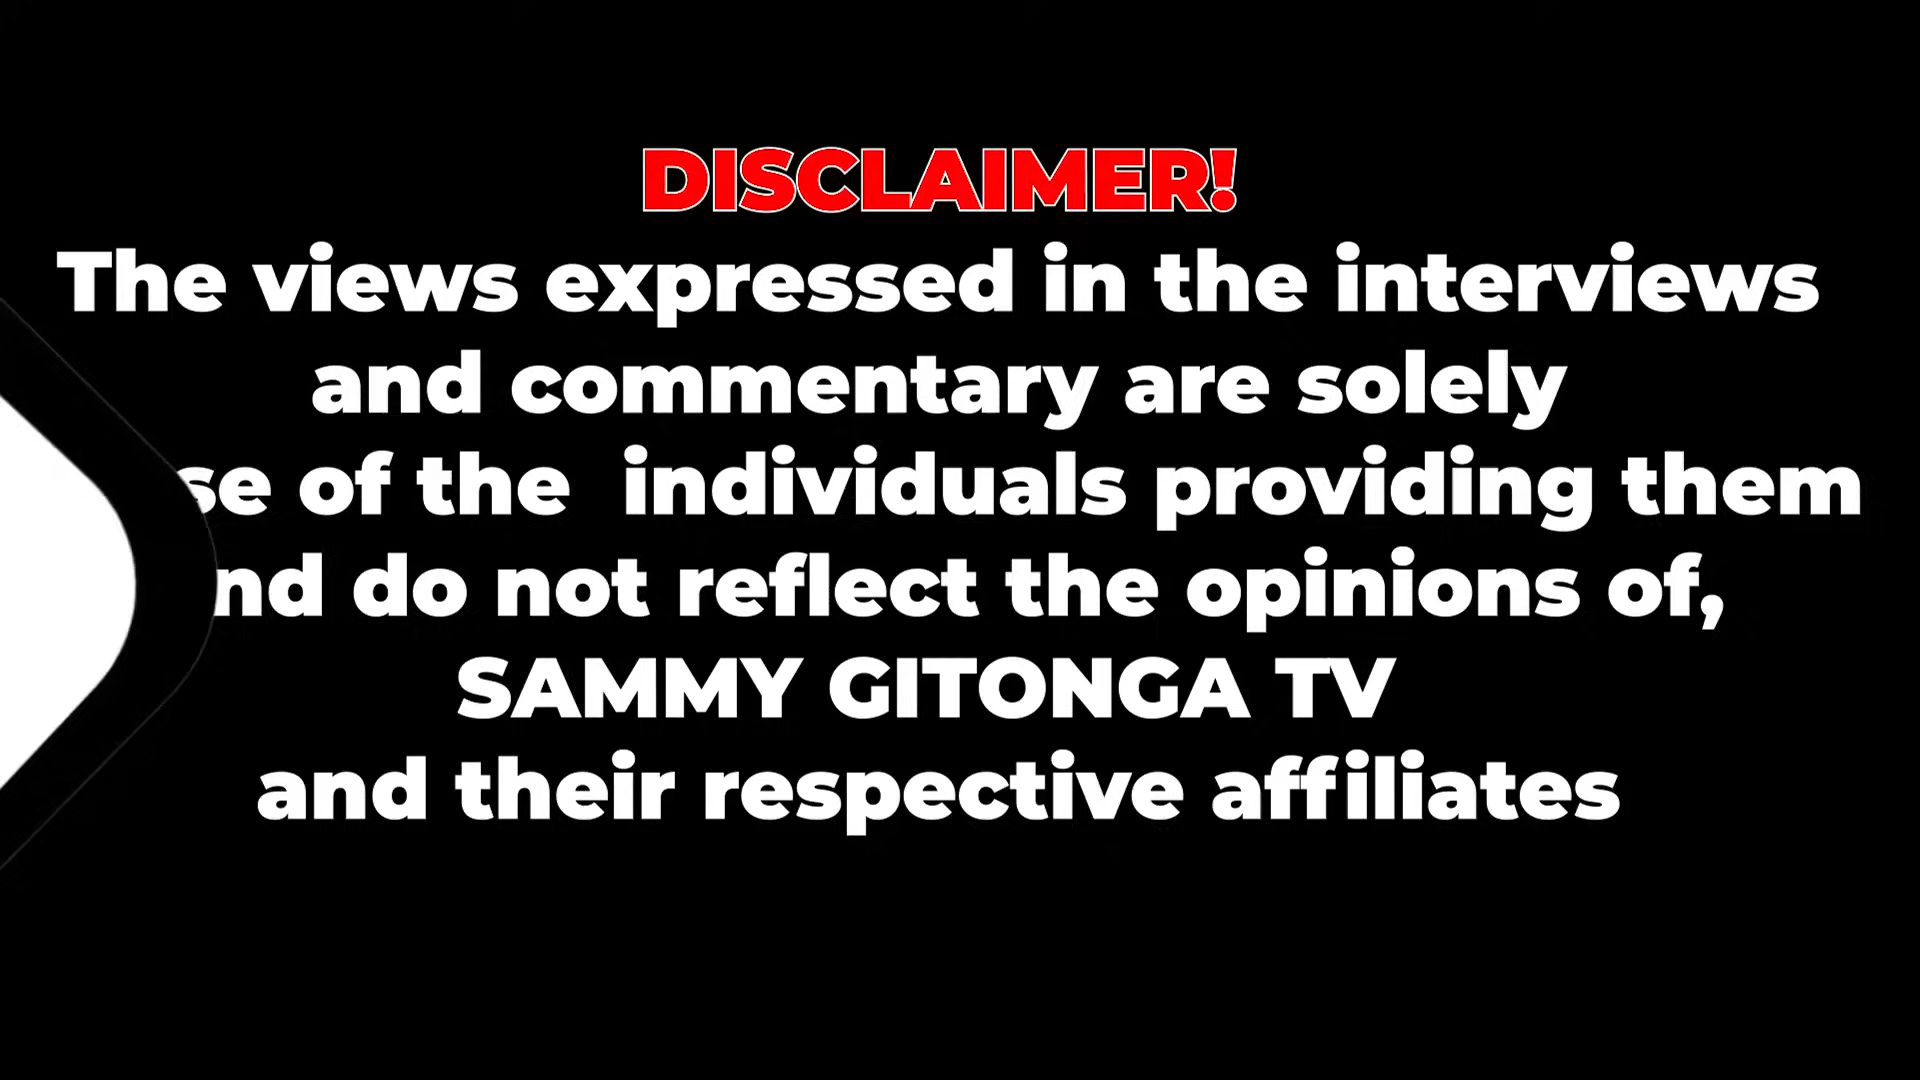 DISCLAIMER!
The views expressed in the interviews
and commentary are solely
se of the individuals providing them
nd do not reflect the opinions of,
SAMMY GITONGA TV
and their respective affiliates